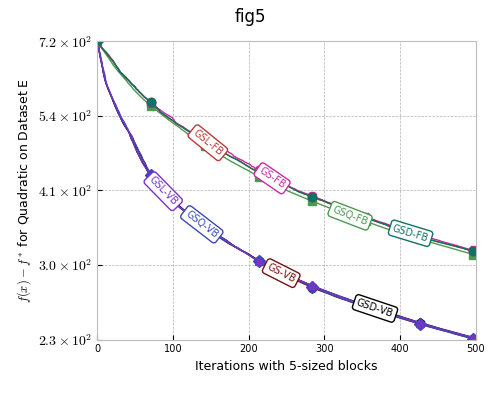 fig5
7.2 × 10²
5.4 × 10²
4.1 × 10²
3.0 × 10²
2.3 × 10²
f(x) − f* for Quadratic on Dataset E
GSL-FB
GS-FB
GSQ-FB
GSD-FB
GSL-VB
GSQ-VB
GS-VB
GSD-VB
0 100 200 300 400 500
Iterations with 5-sized blocks